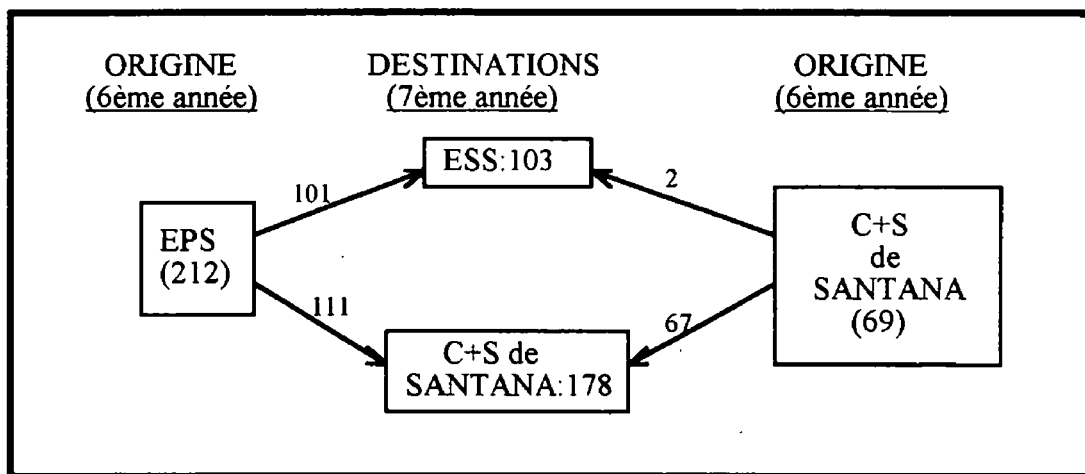 ORIGINE
(6ème année)
DESTINATIONS
(7ème année)
ORIGINE
(6ème année)
ESS:103
101
2
EPS
(212)
C+S
de
SANTANA
(69)
111
67
C+S de
SANTANA:178